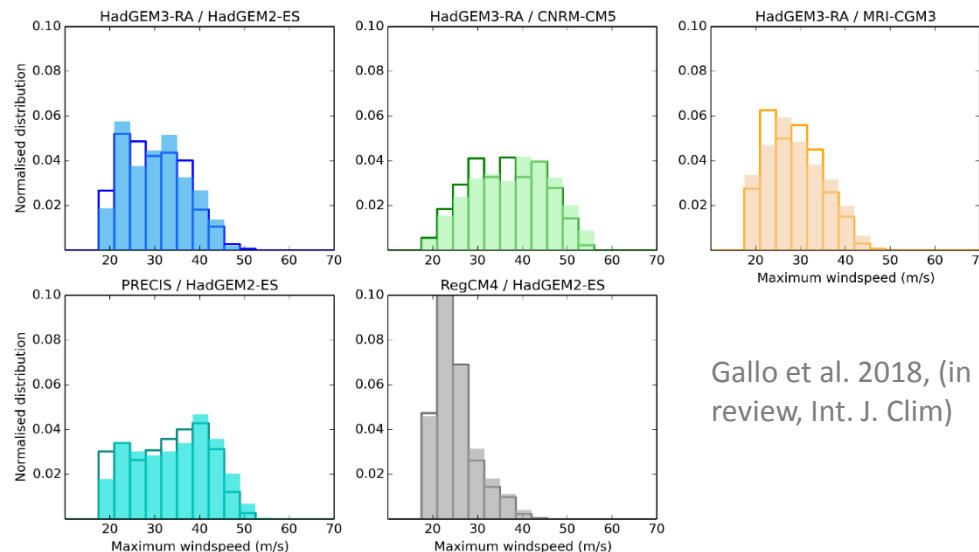 HadGEM3-RA / HadGEM2-ES
HadGEM3-RA / CNRM-CM5
HadGEM3-RA / MRI-CGM3
0.10
0.08
0.06
0.04
0.02
Normalised distribution
20 30 40 50 60 70
0.10
0.08
0.06
0.04
0.02
20 30 40 50 60 70
0.10
0.08
0.06
0.04
0.02
20 30 40 50 60 70
Maximum windspeed (m/s)
PRECIS / HadGEM2-ES
RegCM4 / HadGEM2-ES
0.10
0.08
0.06
0.04
0.02
Normalised distribution
20 30 40 50 60 70
Maximum windspeed (m/s)
0.10
0.08
0.06
0.04
0.02
20 30 40 50 60 70
Maximum windspeed (m/s)
Gallo et al. 2018, (in
review, Int. J. Clim)